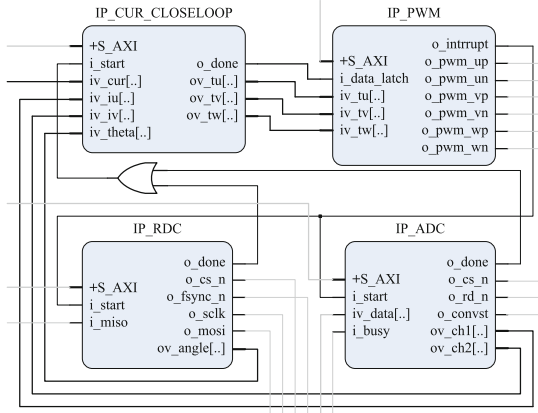 IP_CUR_CLOSELOOP
+S_AXI
i_start
iv_cur[..]
iv_iu[..]
iv_iv[..]
iv_theta[..]
o_done
ov_tu[..]
ov_tv[..]
ov_tw[..]
IP_PWM
+S_AXI
i_data_latch
iv_tu[..]
iv_tv[..]
iv_tw[..]
o_intrrupt
o_pwm_up
o_pwm_un
o_pwm_vp
o_pwm_vn
o_pwm_wp
o_pwm_wn
IP_RDC
+S_AXI
i_start
i_miso
o_done
o_cs_n
o_fsync_n
o_sclk
o_mosi
ov_angle[..]
IP_ADC
+S_AXI
i_start
iv_data[..]
i_busy
o_done
o_cs_n
o_rd_n
o_convst
ov_ch1[..]
ov_ch2[..]